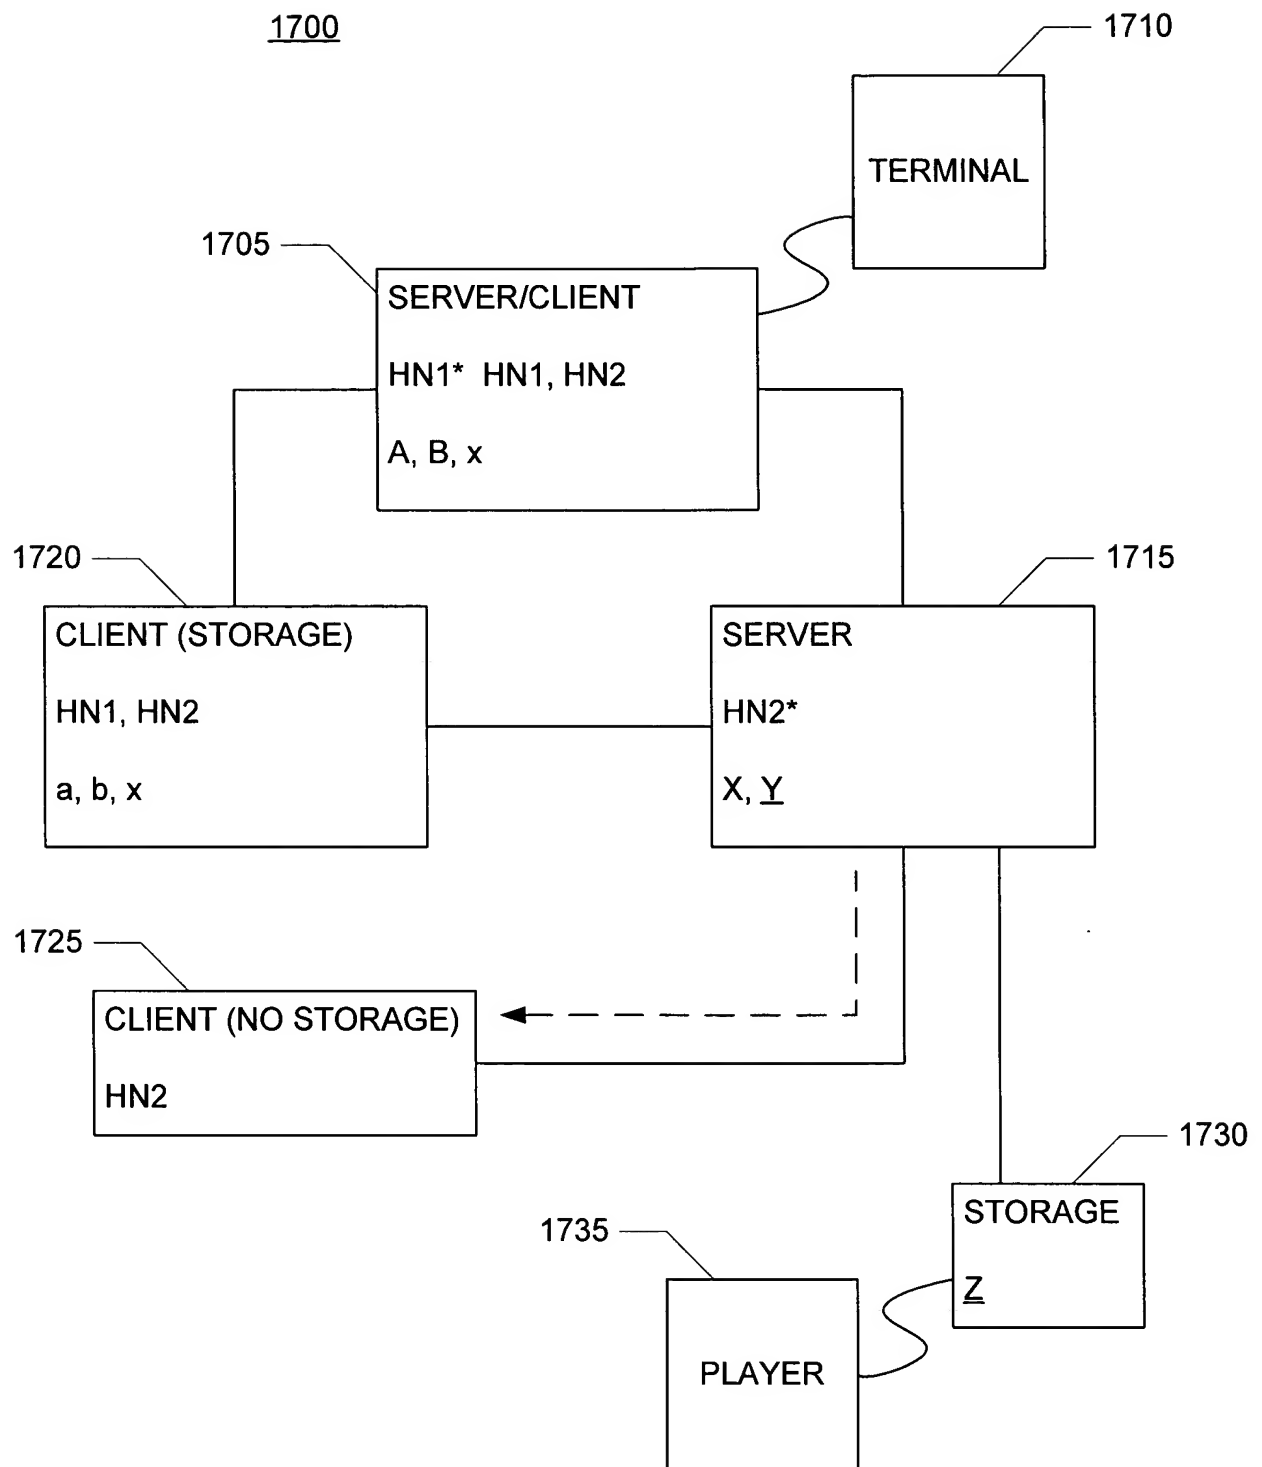 1700
1710
TERMINAL
1705
SERVER/CLIENT
HN1* HN1, HN2
A, B, x
1720
CLIENT (STORAGE)
HN1, HN2
a, b, x
1715
SERVER
HN2*
X, Y
1725
CLIENT (NO STORAGE)
HN2
1730
STORAGE
Z
1735
PLAYER